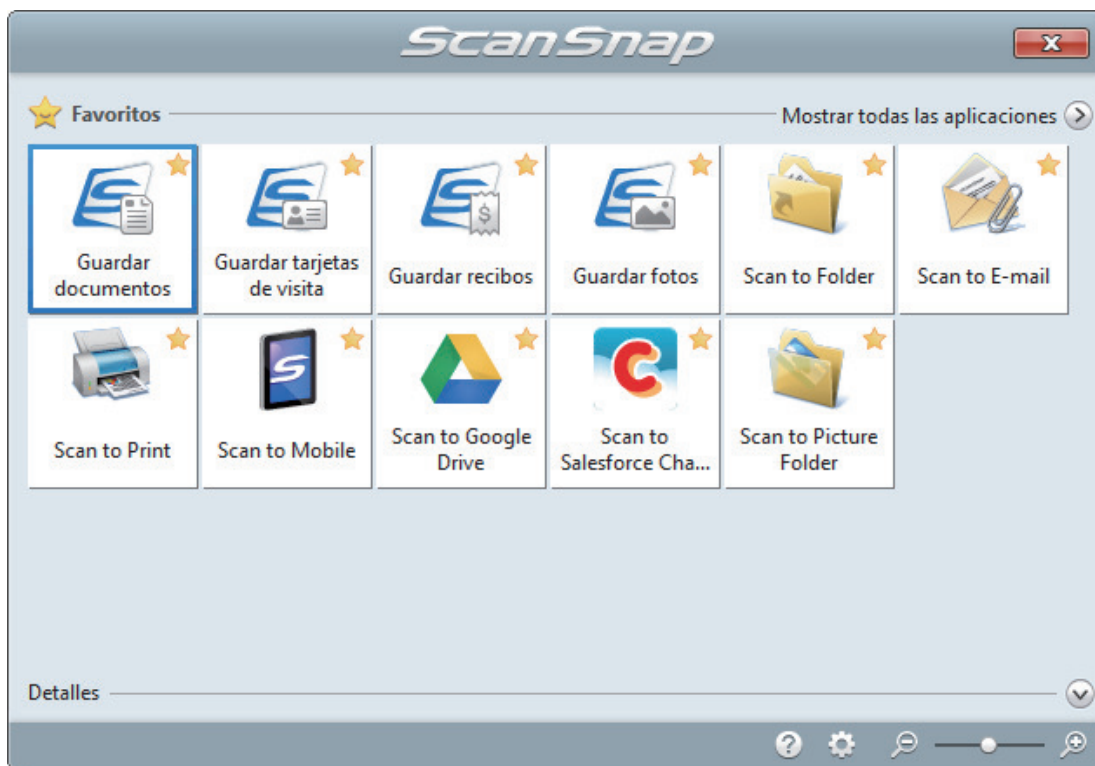 ScanSnap
Favoritos
Mostrar todas las aplicaciones
Guardar
documentos
Guardar tarjetas
de visita
Guardar recibos
Guardar fotos
Scan to Folder
Scan to E-mail
Scan to Print
Scan to Mobile
Scan to Google
Drive
Scan to
Salesforce Cha...
Scan to Picture
Folder
Detalles